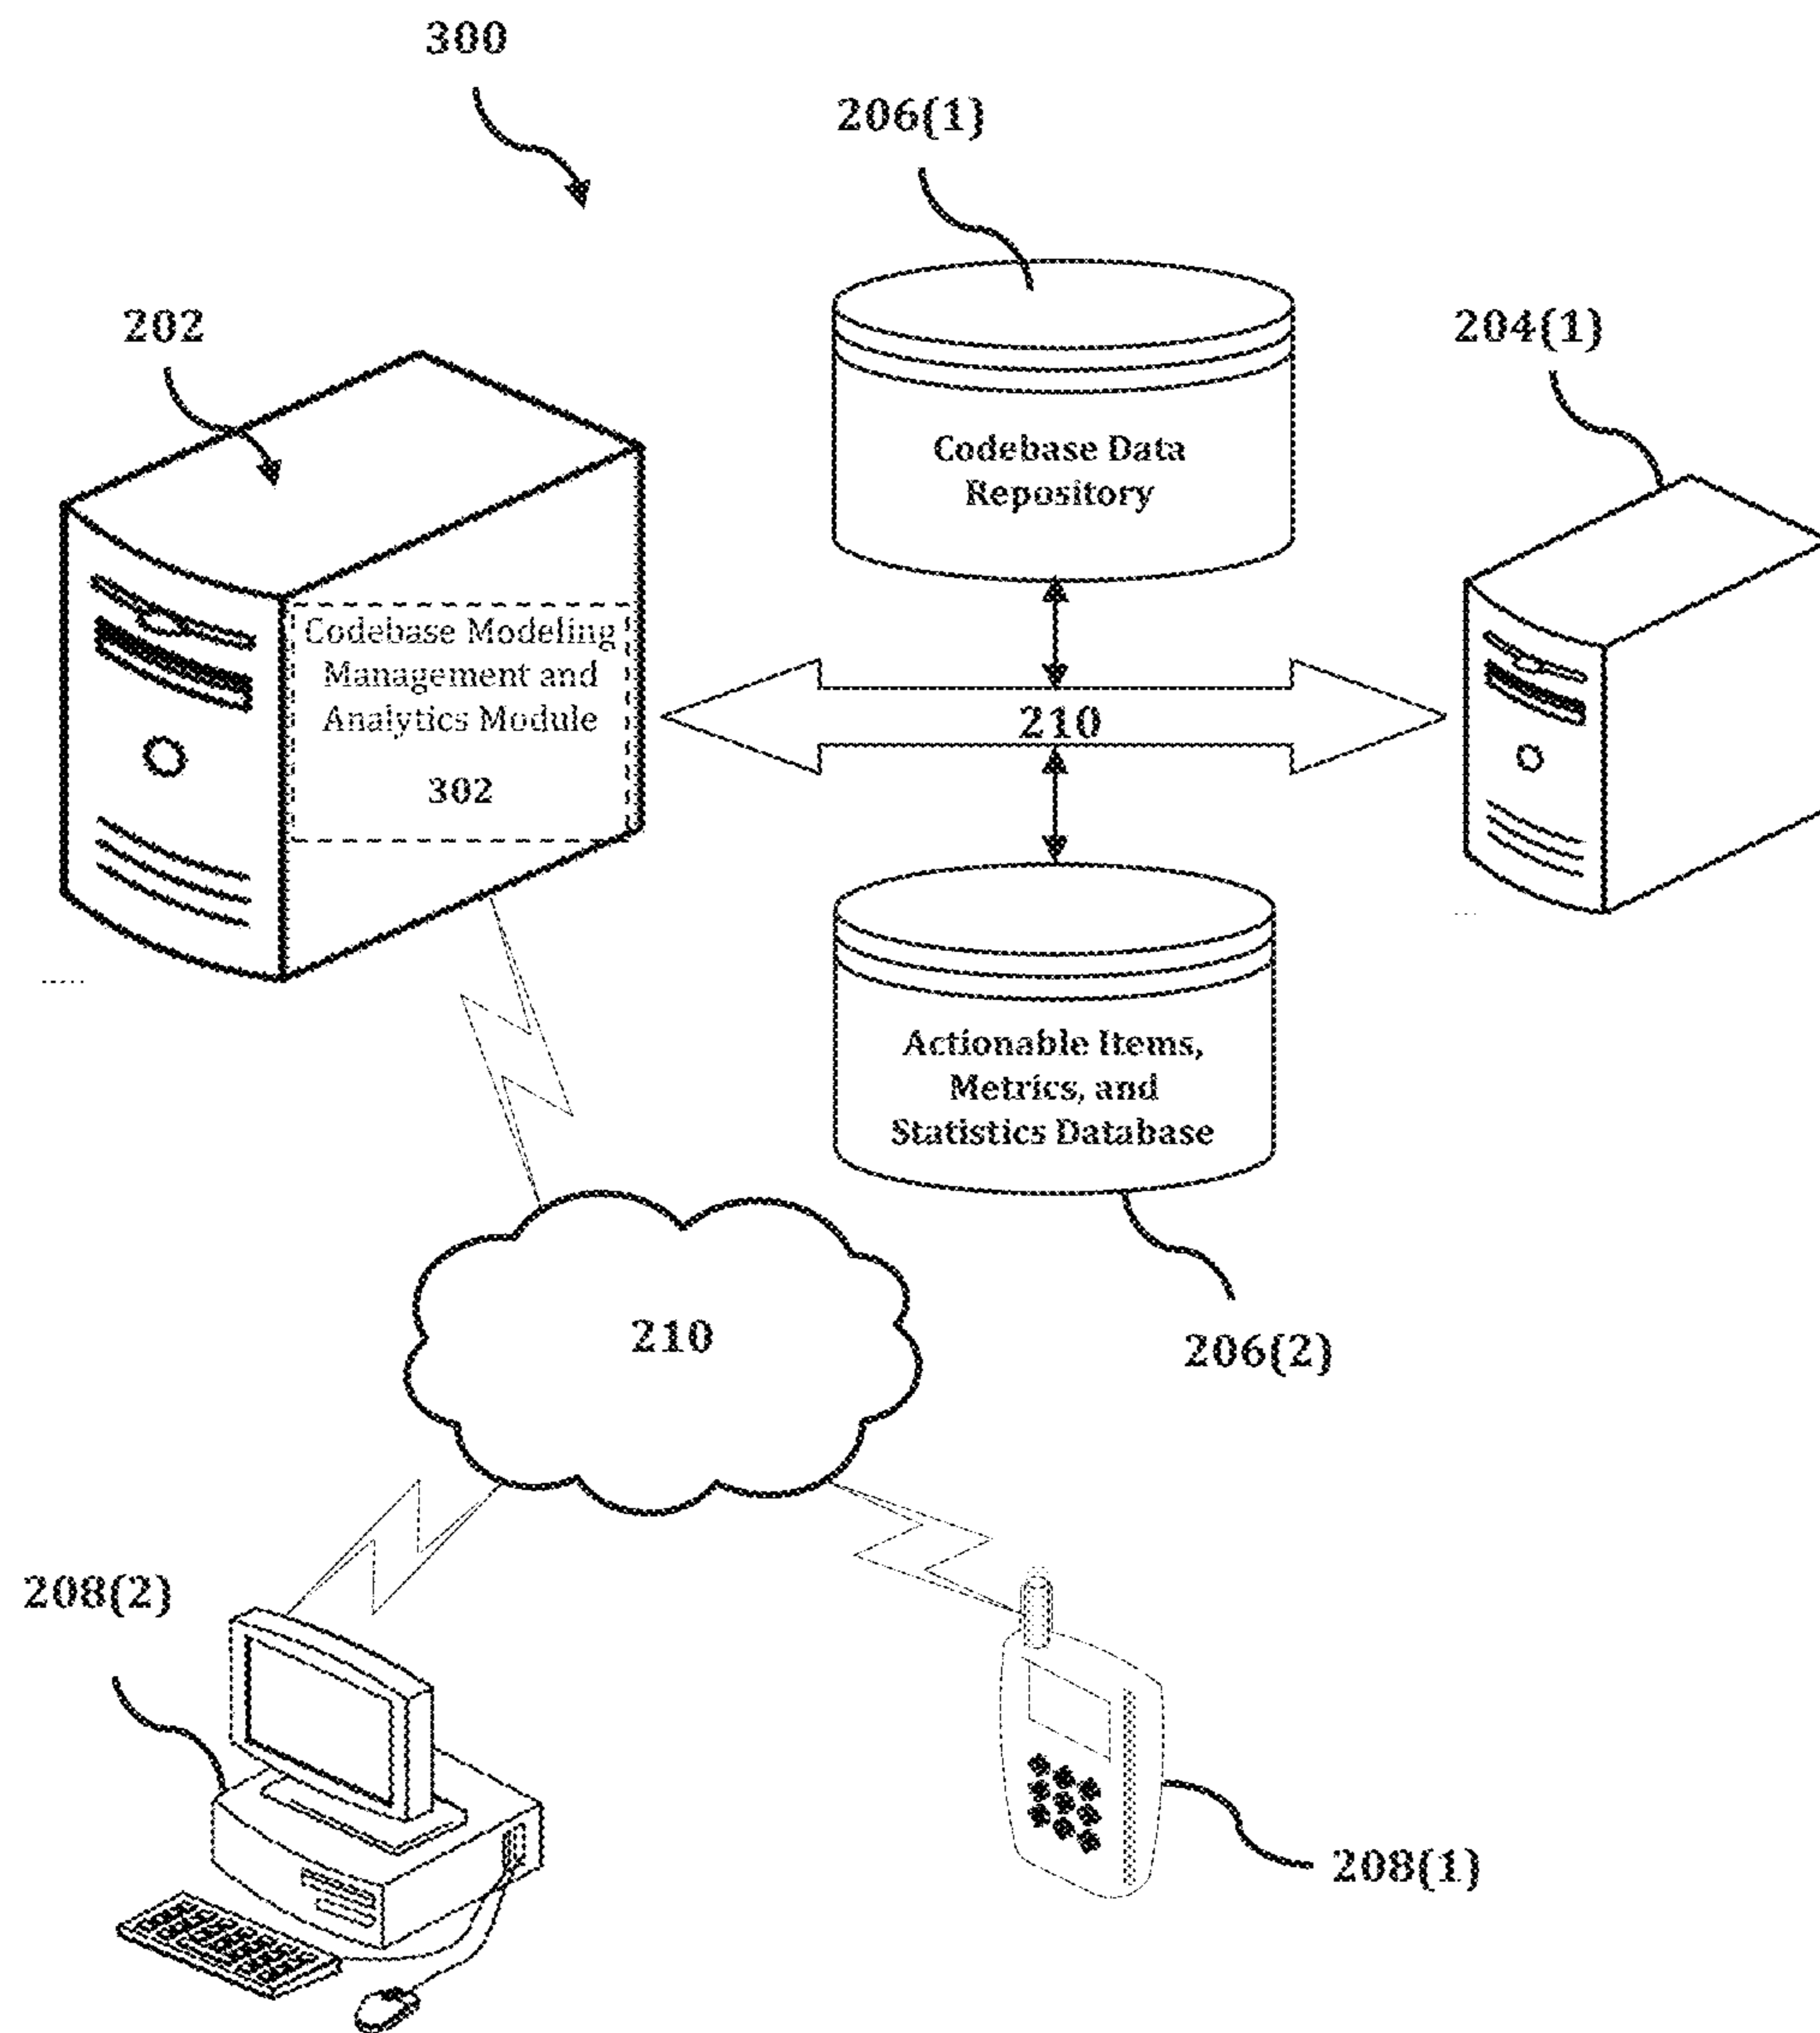 300
206(1)
202
204(1)
Codebase Data
Repository
Codebase Modeling
Management and
Analytics Module
302
210
Actionable Items,
Metrics, and
Statistics Database
210
206(2)
208(2)
208(1)